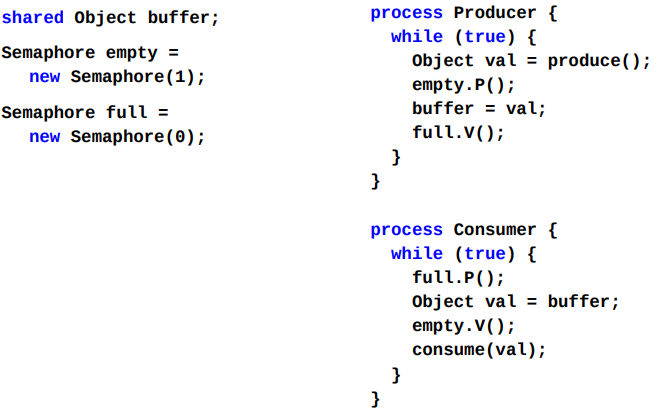 shared Object buffer;
Semaphore empty =
new Semaphore(1);
Semaphore full =
new Semaphore(0);
process Producer {
while (true) {
Object val = produce();
empty.P();
buffer = val;
full.V();
}
}
process Consumer {
while (true) {
full.P();
Object val = buffer;
empty.V();
consume(val);
}
}